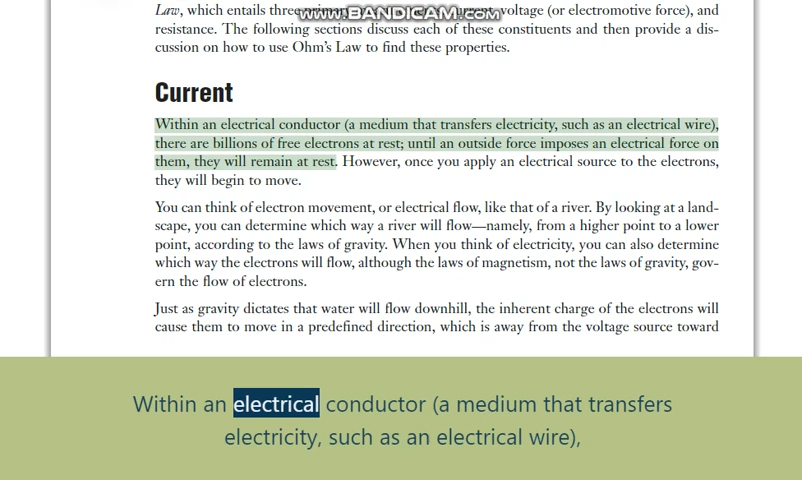 Law, which entails three primary voltage (or electromotive force), and
www.BANDICAM.com
resistance. The following sections discuss each of these constituents and then provide a dis-
cussion on how to use Ohm's Law to find these properties.
Current
Within an electrical conductor (a medium that transfers electricity, such as an electrical wire),
there are billions of free electrons at rest; until an outside force imposes an electrical force on
them, they will remain at rest. However, once you apply an electrical source to the electrons,
they will begin to move.
You can think of electron movement, or electrical flow, like that of a river. By looking at a land-
scape, you can determine which way a river will flow—namely, from a higher point to a lower
point, according to the laws of gravity. When you think of electricity, you can also determine
which way the electrons will flow, although the laws of magnetism, not the laws of gravity, gov-
ern the flow of electrons.
Just as gravity dictates that water will flow downhill, the inherent charge of the electrons will
cause them to move in a predefined direction, which is away from the voltage source toward
Within an electrical conductor (a medium that transfers
electricity, such as an electrical wire),